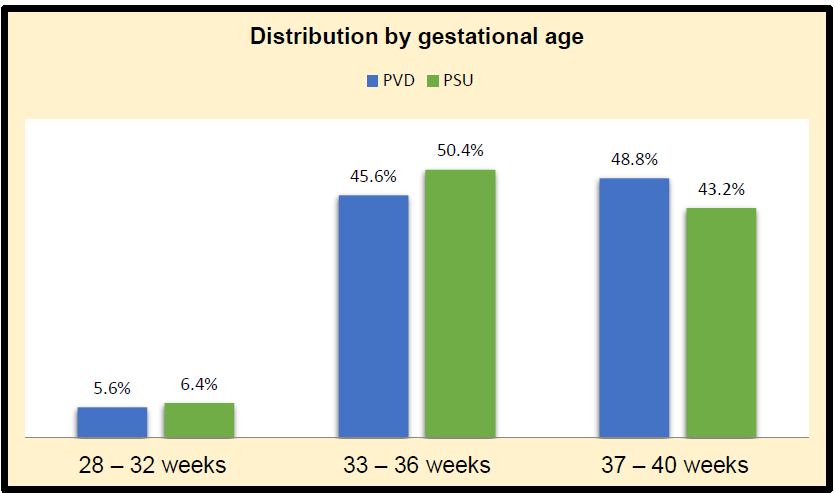 Distribution by gestational age
PVD PSU
5.6% 6.4% 45.6% 50.4% 48.8% 43.2%
28 – 32 weeks 33 – 36 weeks 37 – 40 weeks